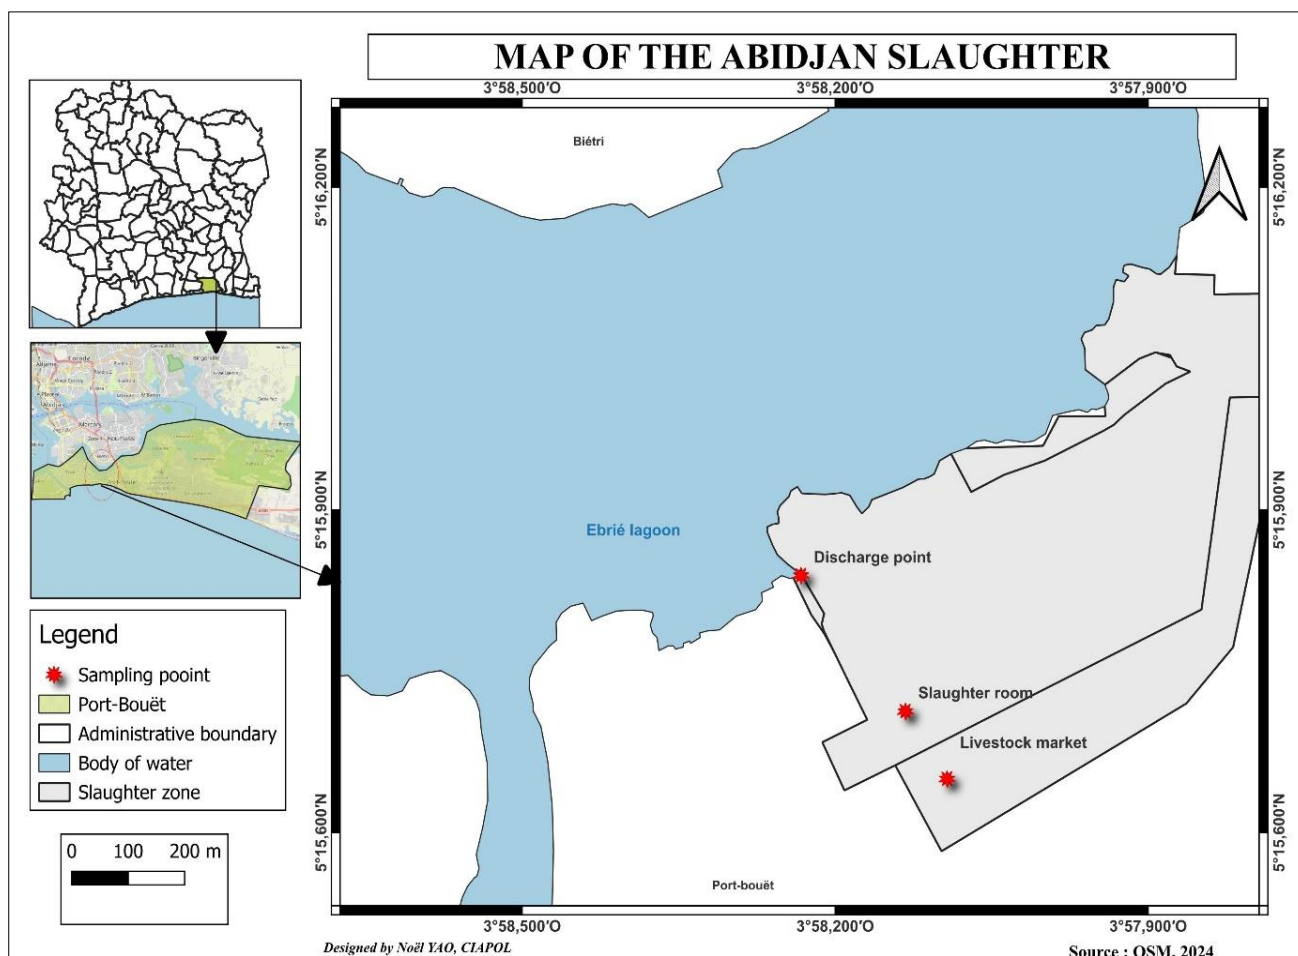 MAP OF THE ABIDJAN SLAUGHTER
3°58,500'O
3°58,200'O
3°57,900'O
5°16,200'N
5°16,200'N
Biétri
5°15,900'N
5°15,900'N
Ebrié lagoon
Discharge point
Slaughter room
Livestock market
5°15,600'N
5°15,600'N
Port-bouët
3°58,500'O
3°58,200'O
3°57,900'O
Legend
Sampling pooint
Port-Bouët
Administrative boundary
Body of water
Slaughter zone
0 100 200 m
Designed by Noël YAO, CIAPOL
Source : OSM, 2024